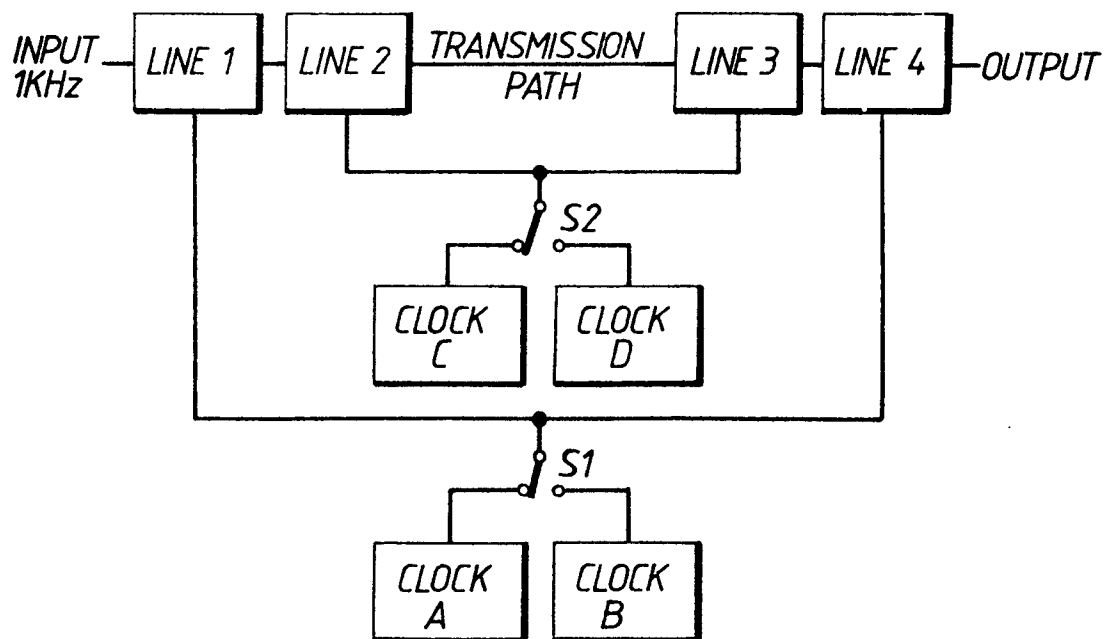 INPUT
1KHz
LINE 1
LINE 2
TRANSMISSION
PATH
LINE 3
LINE 4
OUTPUT
S2
CLOCK
C
CLOCK
D
S1
CLOCK
A
CLOCK
B